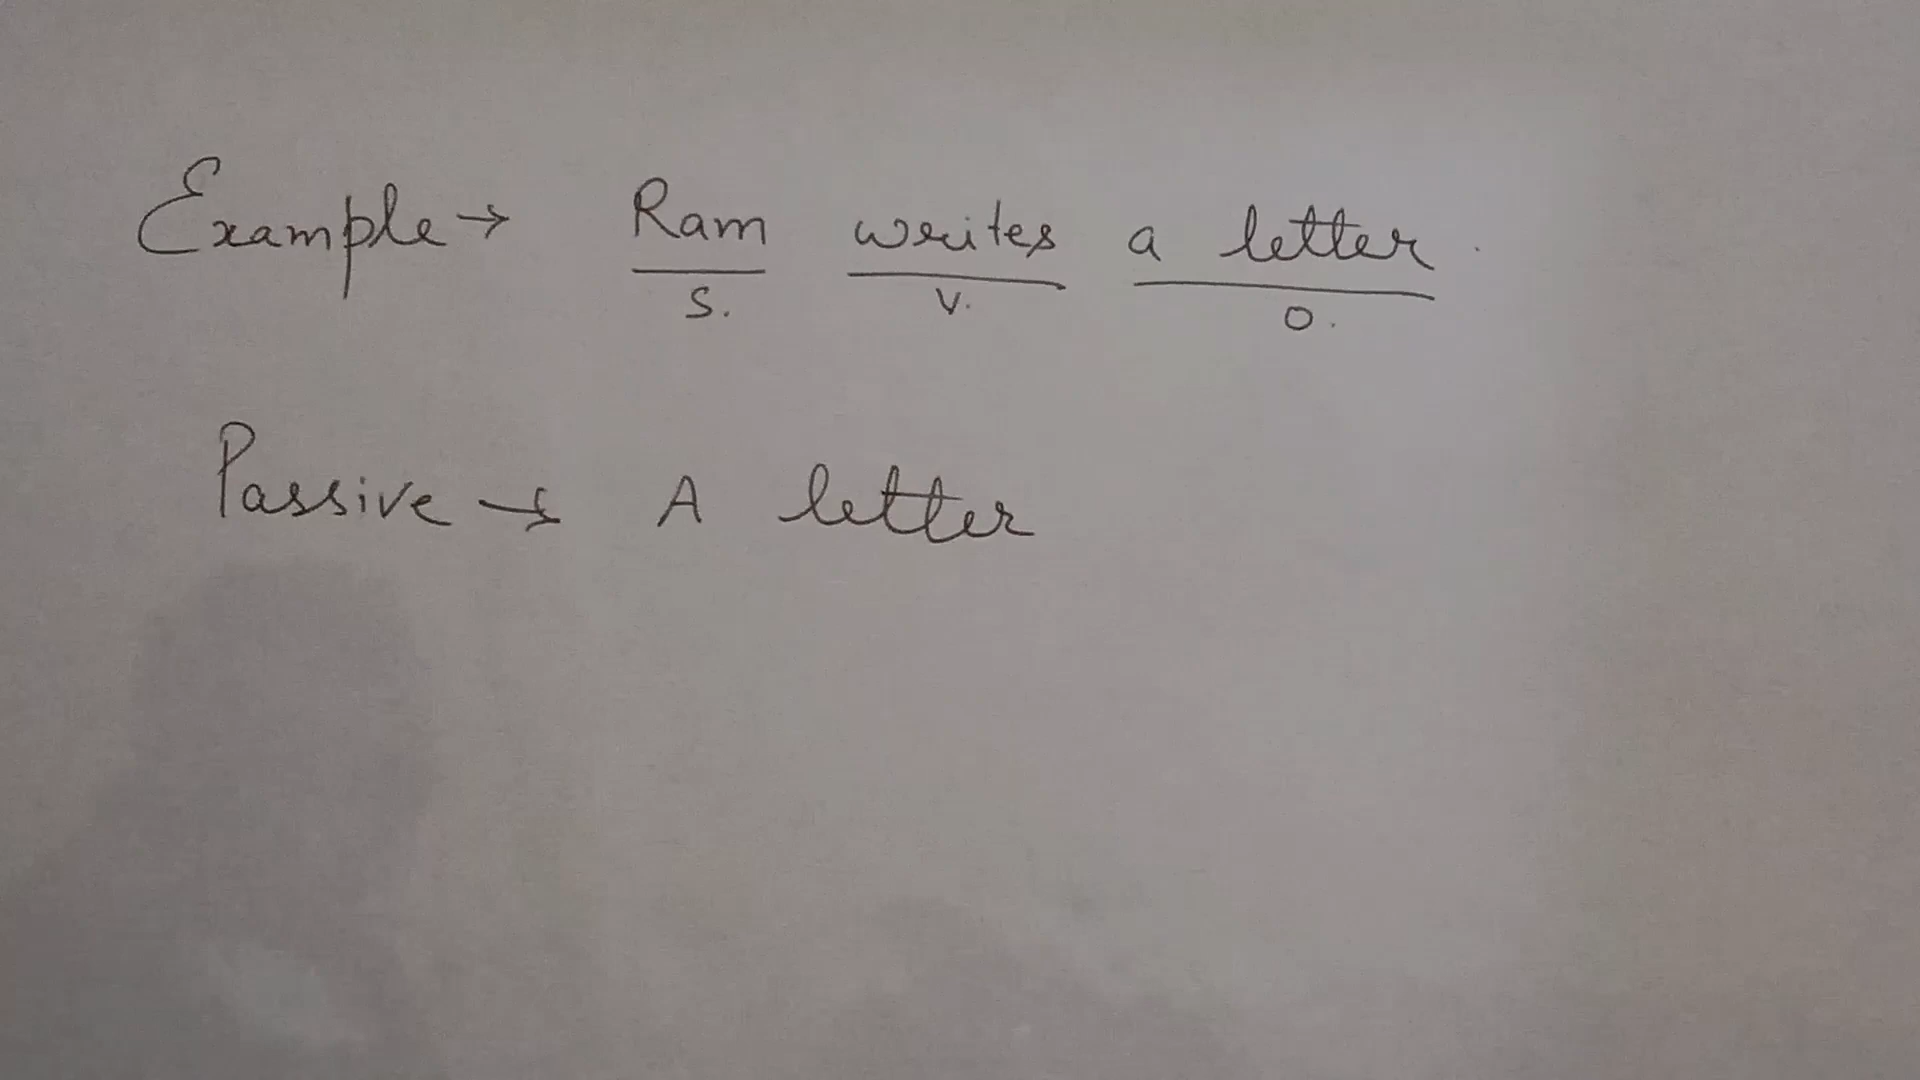 Example → Ram writes a letter.
S. V. O.
Passive → A letter